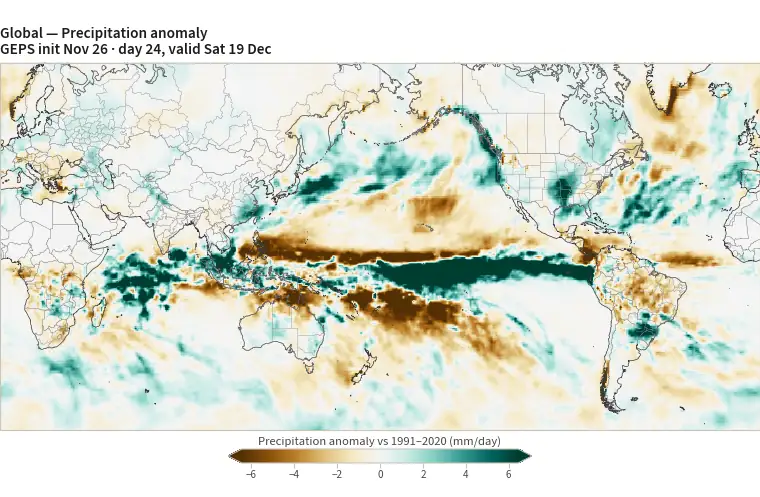 Global — Precipitation anomaly
GEPS init Nov 26 · day 24, valid Sat 19 Dec
Precipitation anomaly vs 1991–2020 (mm/day)
−6 −4 −2 0 2 4 6